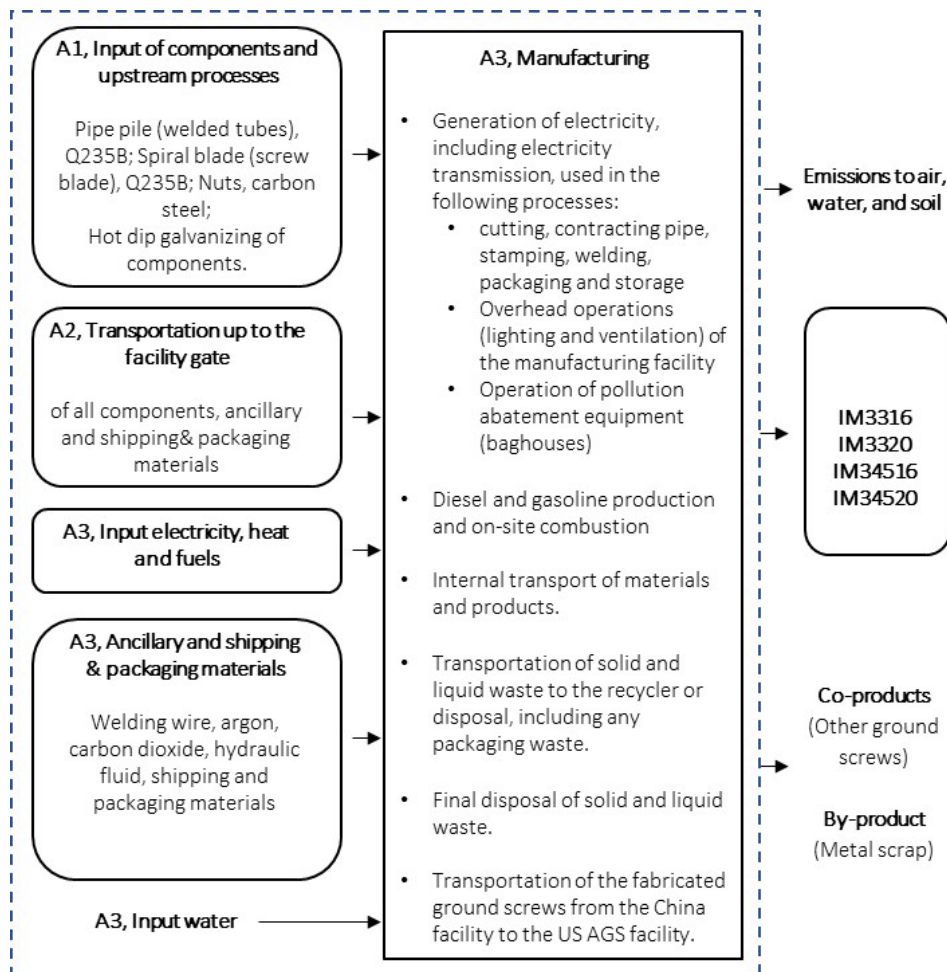 A1, Input of components and
upstream processes
Pipe pile (welded tubes),
Q235B; Spiral blade (screw
blade), Q235B; Nuts, carbon
steel;
Hot dip galvanizing of
components.
A2, Transportation up to the
facility gate
of all components, ancillary
and shipping& packaging
materials
A3, Input electricity, heat
and fuels
A3, Ancillary and shipping
& packaging materials
Welding wire, argon,
carbon dioxide, hydraulic
fluid, shipping and
packaging materials
A3, Input water
A3, Manufacturing
• Generation of electricity,
including electricity
transmission, used in the
following processes:
• cutting, contracting pipe,
stamping, welding,
packaging and storage
• Overhead operations
(lighting and ventilation) of
the manufacturing facility
• Operation of pollution
abatement equipment
(baghouses)
• Diesel and gasoline production
and on-site combustion
• Internal transport of materials
and products.
• Transportation of solid and
liquid waste to the recycler or
disposal, including any
packaging waste.
• Final disposal of solid and liquid
waste.
• Transportation of the fabricated
ground screws from the China
facility to the US AGS facility.
Emissions to air,
water, and soil
IM3316
IM3320
IM34516
IM34520
Co-products
(Other ground
screws)
By-product
(Metal scrap)